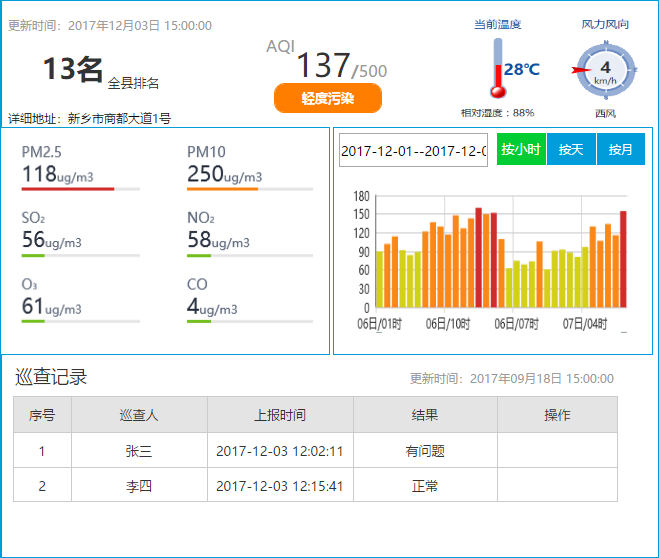 更新时间：2017年12月03日 15:00:00
13名 全县排名
详细地址：新乡市商都大道1号
AQI 137/500
轻度污染
当前温度
28℃
相对湿度：88%
风力风向
4
km/h
西风
PM2.5
118ug/m3
PM10
250ug/m3
SO₂
56ug/m3
NO₂
58ug/m3
O₃
61ug/m3
CO
4ug/m3
2017-12-01--2017-12-0
按小时 按天 按月
180
150
120
90
60
30
0
06日/01时 06日/10时 06日/07时 07日/04时
巡查记录
更新时间：2017年09月18日 15:00:00
序号 巡查人 上报时间 结果 操作
1 张三 2017-12-03 12:02:11 有问题
2 李四 2017-12-03 12:15:41 正常